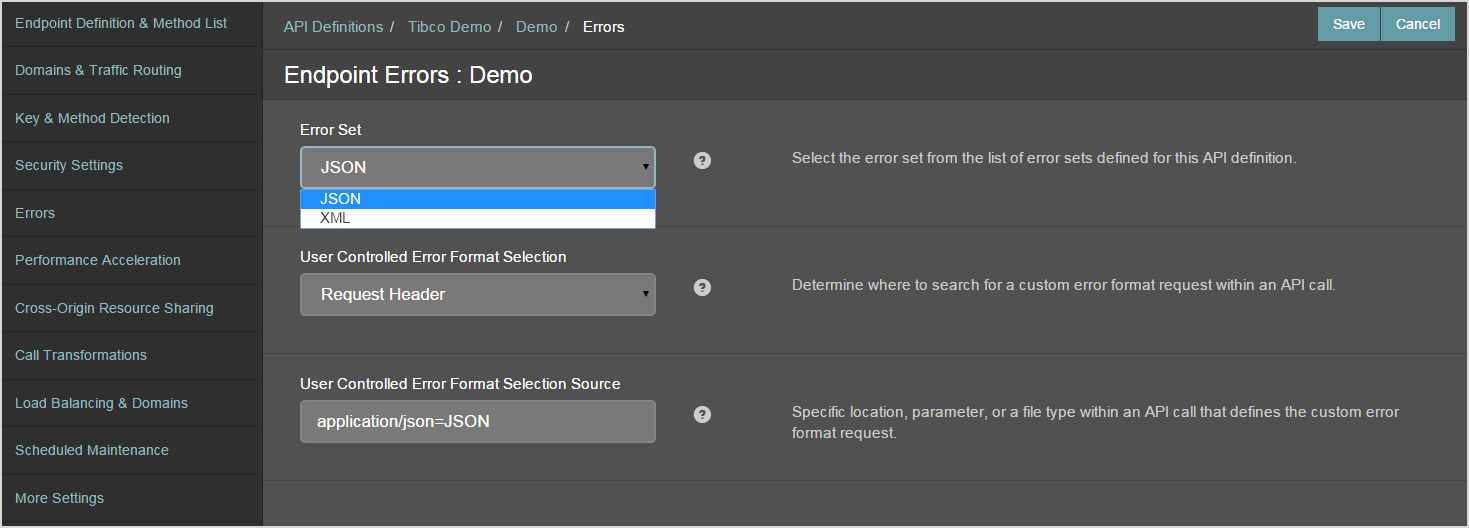 Endpoint Definition & Method List
Domains & Traffic Routing
Key & Method Detection
Security Settings
Errors
Performance Acceleration
Cross-Origin Resource Sharing
Call Transformations
Load Balancing & Domains
Scheduled Maintenance
More Settings
API Definitions / Tibco Demo / Demo / Errors
Save Cancel
Endpoint Errors : Demo
Error Set
JSON
JSON
XML
? Select the error set from the list of error sets defined for this API definition.
User Controlled Error Format Selection
Request Header
? Determine where to search for a custom error format request within an API call.
User Controlled Error Format Selection Source
application/json=JSON
? Specific location, parameter, or a file type within an API call that defines the custom error
format request.